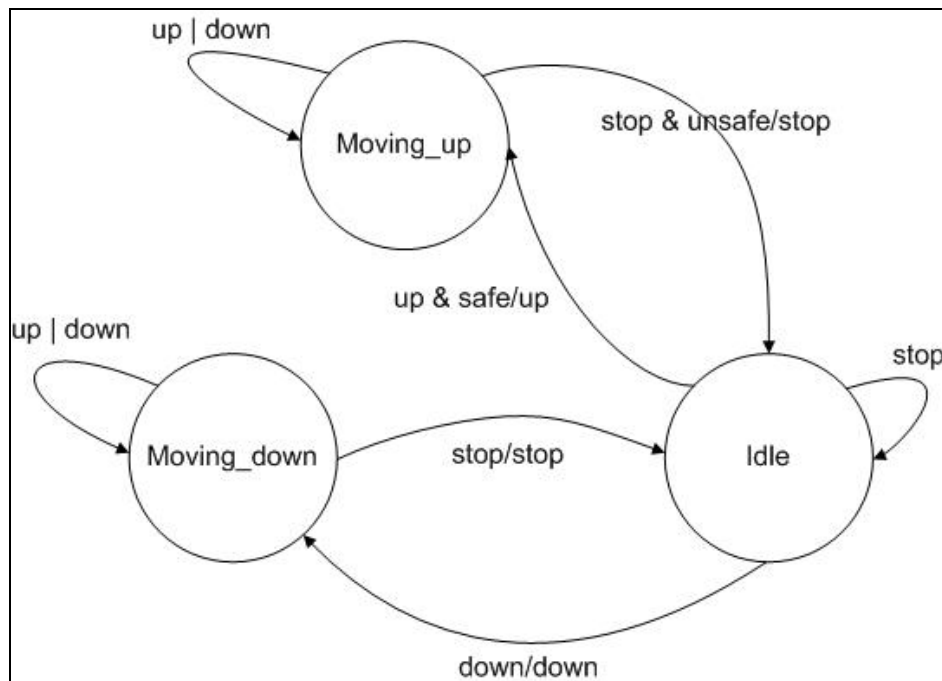 up | down
stop & unsafe/stop
Moving_up
up & safe/up
up | down
stop
Moving_down
stop/stop
Idle
down/down